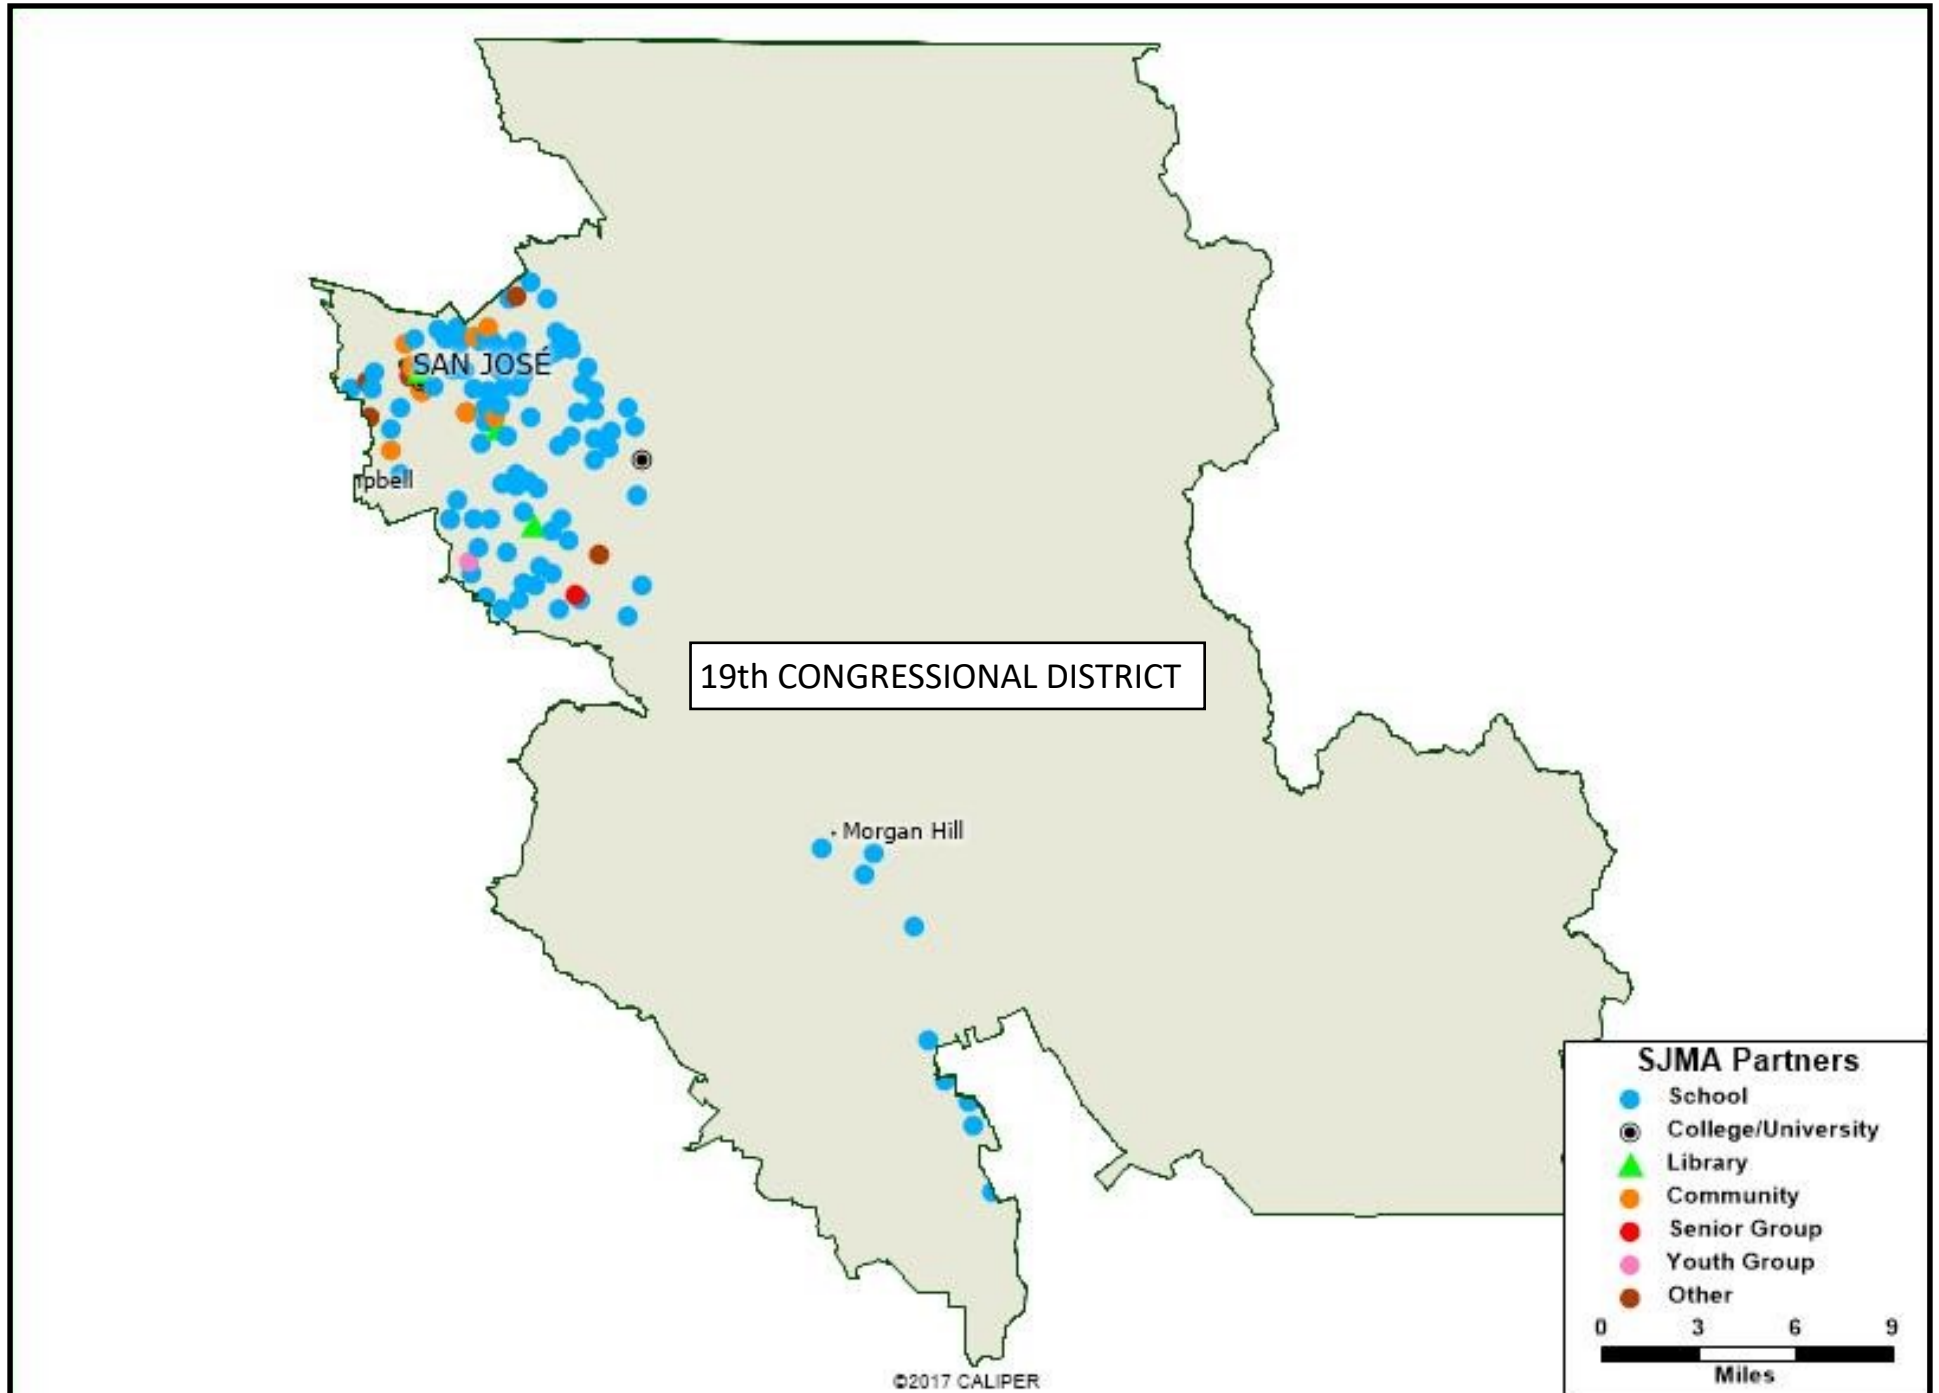 SAN JOSÉ
mpbell
19th CONGRESSIONAL DISTRICT
Morgan Hill
SJMA Partners
School
College/University
Library
Community
Senior Group
Youth Group
Other
0 3 6 9
Miles
©2017 CALIPER